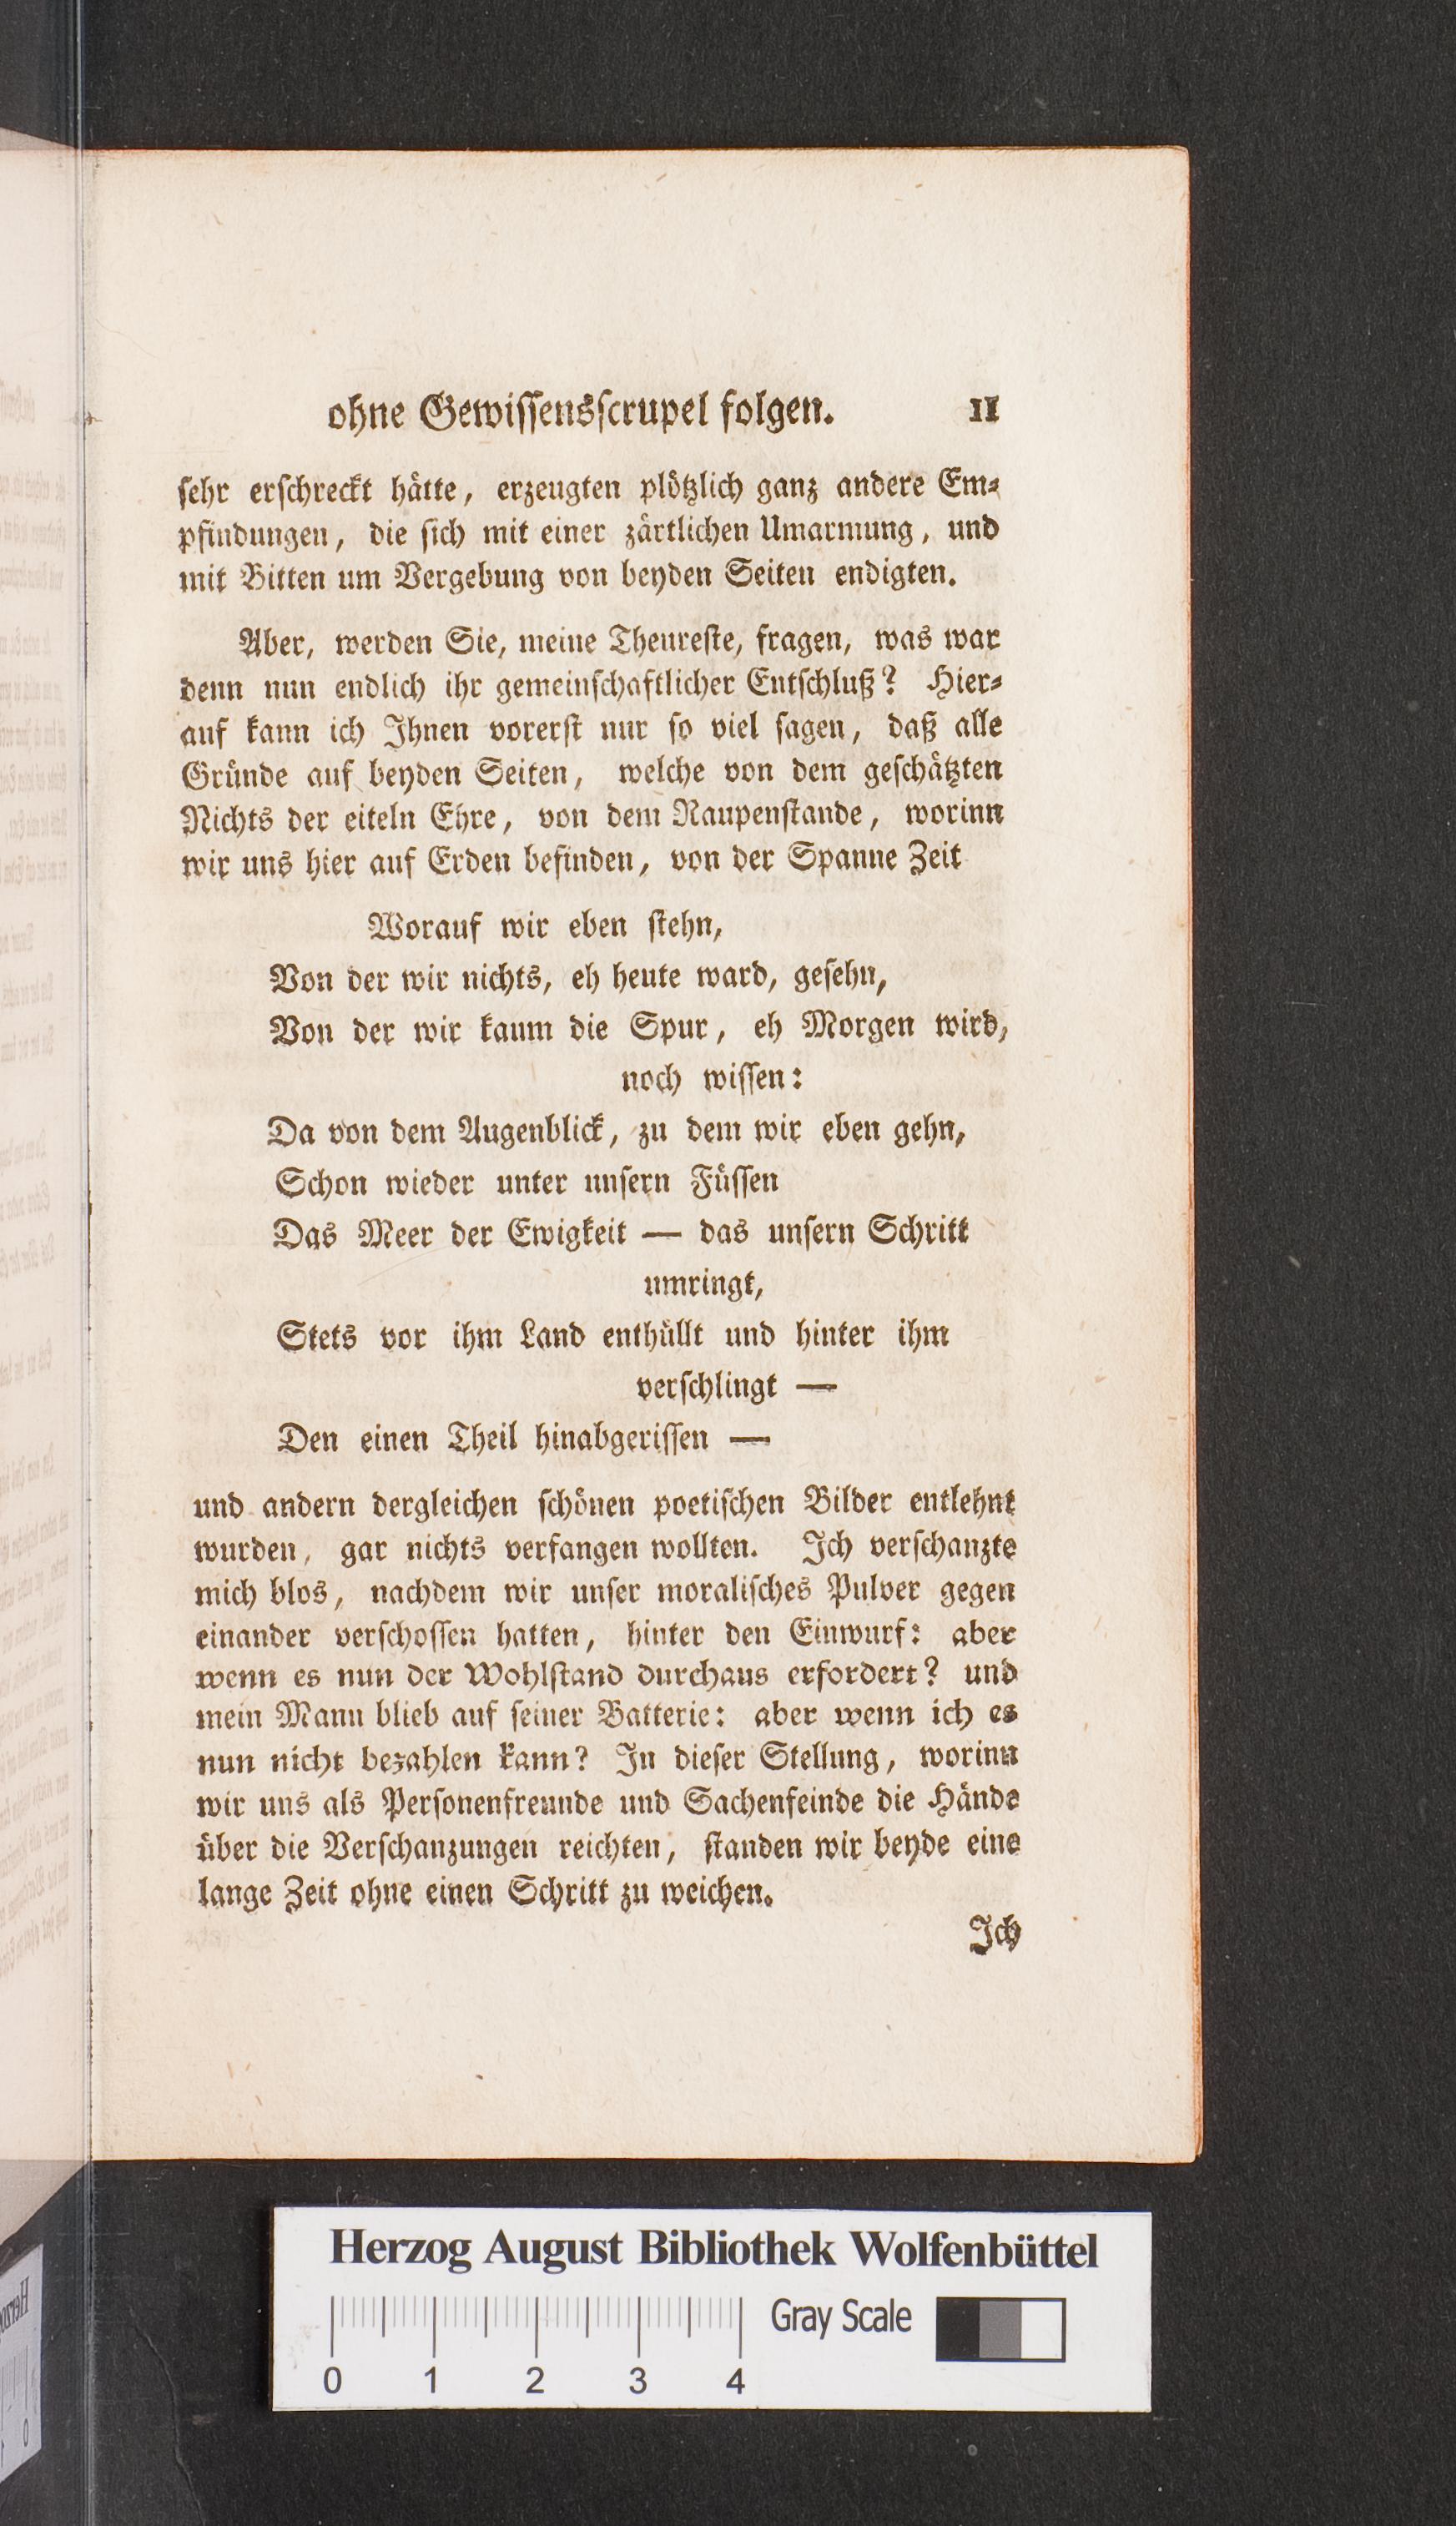 ohne Gewiſſensſcrupel folgen. 11
ſehr erſchreckt hätte, erzeugten plötzlich ganz andere Em⸗
pfindungen, die ſich mit einer zärtlichen Umarmung, und
mit Bitten um Vergebung von beyden Seiten endigten.
Aber, werden Sie, meine Theureſte, fragen, was war
denn nun endlich ihr gemeinſchaftlicher Entſchluß? Hier⸗
auf kann ich Ihnen vorerſt nur ſo viel ſagen, daß alle
Gründe auf beyden Seiten, welche von dem geſchätzten
Nichts der eiteln Ehre, von dem Raupenſtande, worinn
wir uns hier auf Erden befinden, von der Spanne Zeit
Worauf wir eben ſtehn,
Von der wir nichts, eh heute ward, geſehn,
Von der wir kaum die Spur, eh Morgen wird,
noch wiſſen:
Da von dem Augenblick, zu dem wir eben gehn,
Schon wieder unter unſern Füſſen
Das Meer der Ewigkeit — das unſern Schritt
umringt,
Stets vor ihm Land enthüllt und hinter ihm
verſchlingt —
Den einen Theil hinabgeriſſen —
und andern dergleichen ſchönen poetiſchen Bilder entlehnt
wurden, gar nichts verfangen wollten. Ich verſchanzte
mich blos, nachdem wir unſer moraliſches Pulver gegen
einander verſchoſſen hatten, hinter den Einwurf: aber
wenn es nun der Wohlſtand durchaus erfordert? und
mein Mann blieb auf ſeiner Batterie: aber wenn ich es
nun nicht bezahlen kann? In dieſer Stellung, worinn
wir uns als Perſonenfreunde und Sachenfeinde die Hände
über die Verſchanzungen reichten, ſtanden wir beyde eine
lange Zeit ohne einen Schritt zu weichen.
Ich
Herzog August Bibliothek Wolfenbüttel
Gray Scale
0 1 2 3 4